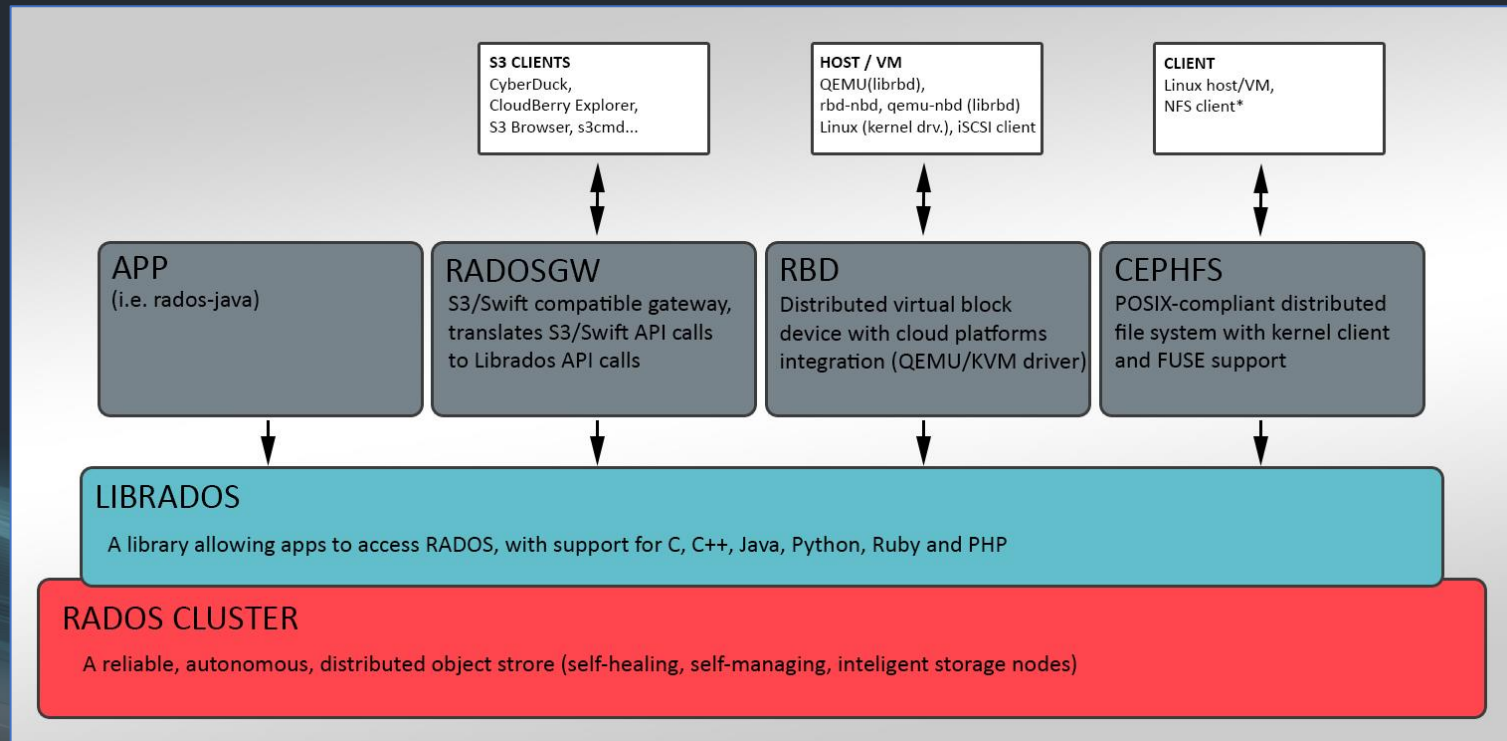 S3 CLIENTS
CyberDuck,
CloudBerry Explorer,
S3 Browser, s3cmd...
HOST / VM
QEMU(librbd),
rbd-nbd, qemu-nbd (librbd)
Linux (kernel drv.), iSCSI client
CLIENT
Linux host/VM,
NFS client*
APP
(i.e. rados-java)
RADOSGW
S3/Swift compatible gateway,
translates S3/Swift API calls
to Librados API calls
RBD
Distributed virtual block
device with cloud platforms
integration (QEMU/KVM driver)
CEPHFS
POSIX-compliant distributed
file system with kernel client
and FUSE support
LIBRADOS
A library allowing apps to access RADOS, with support for C, C++, Java, Python, Ruby and PHP
RADOS CLUSTER
A reliable, autonomous, distributed object strore (self-healing, self-managing, inteligent storage nodes)